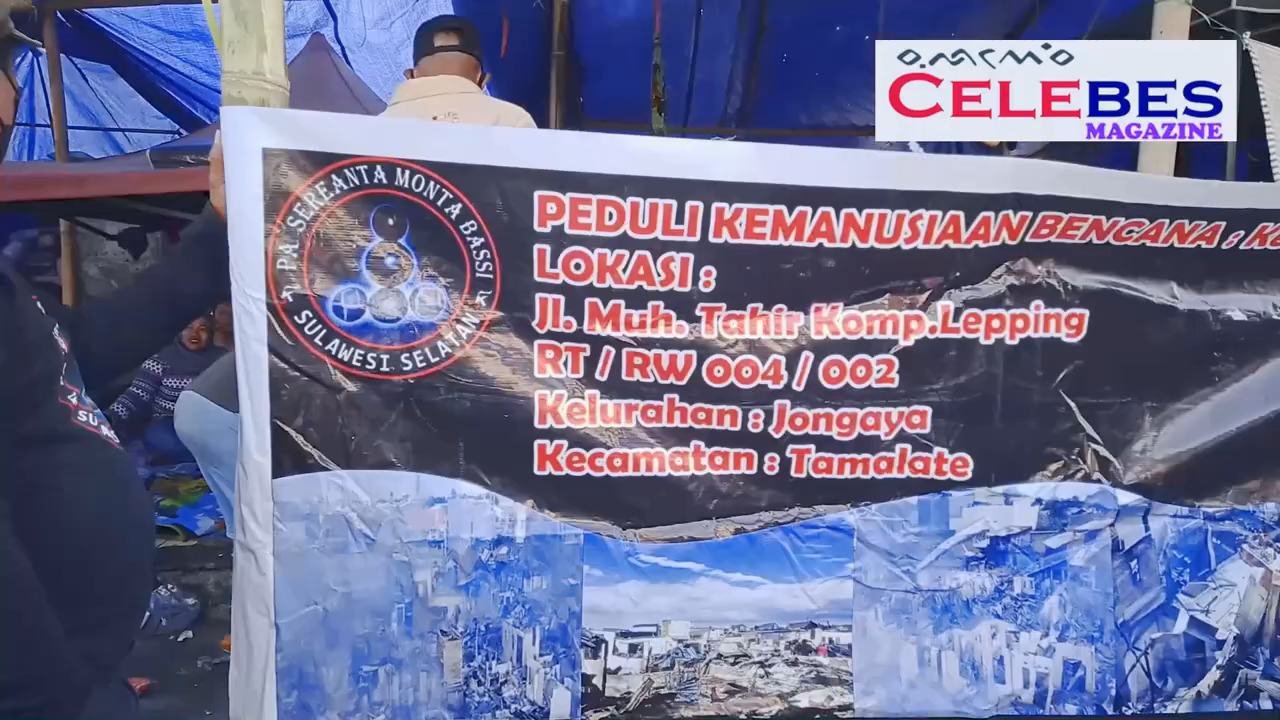 CELEBES
MAGAZINE
PA'SEREANTA MONTA BASSI
SULAWESI SELATAN
PEDULI KEMANUSIAAN BENCANA :
LOKASI :
Jl. Muh. Tahir Komp.Lepping
RT / RW 004 / 002
Kelurahan : Jongaya
Kecamatan : Tamalate